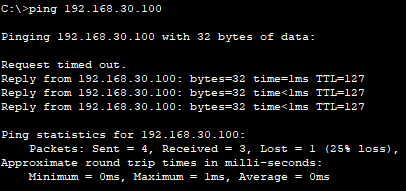 C:\>ping 192.168.30.100
Pinging 192.168.30.100 with 32 bytes of data:
Request timed out.
Reply from 192.168.30.100: bytes=32 time=1ms TTL=127
Reply from 192.168.30.100: bytes=32 time<1ms TTL=127
Reply from 192.168.30.100: bytes=32 time<1ms TTL=127
Ping statistics for 192.168.30.100:
    Packets: Sent = 4, Received = 3, Lost = 1 (25% loss),
Approximate round trip times in milli-seconds:
    Minimum = 0ms, Maximum = 1ms, Average = 0ms